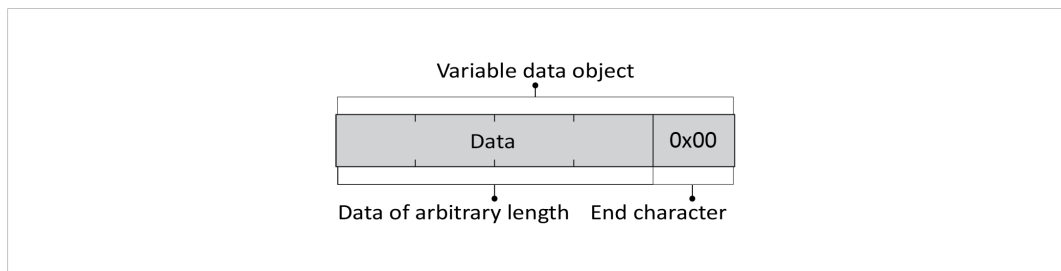 Variable data object
Data 0x00
Data of arbitrary length End character